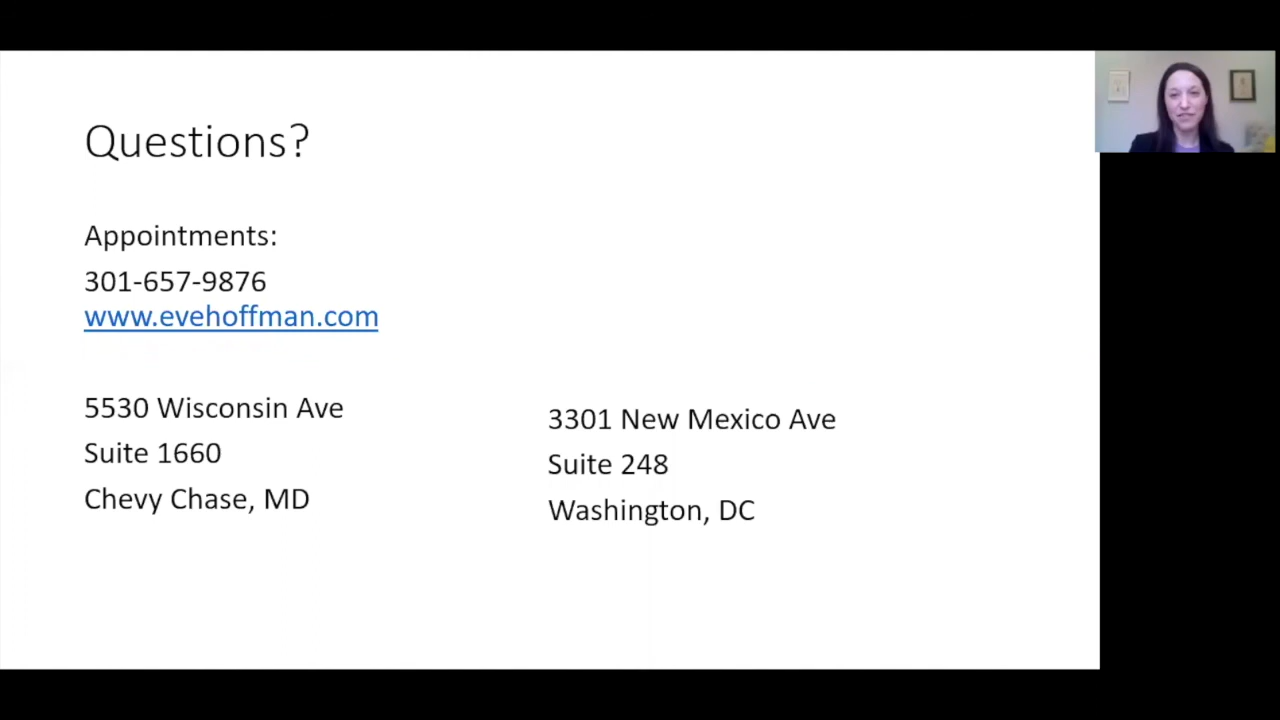 Questions?
Appointments:
301-657-9876
www.evehoffman.com
5530 Wisconsin Ave
Suite 1660
Chevy Chase, MD
3301 New Mexico Ave
Suite 248
Washington, DC